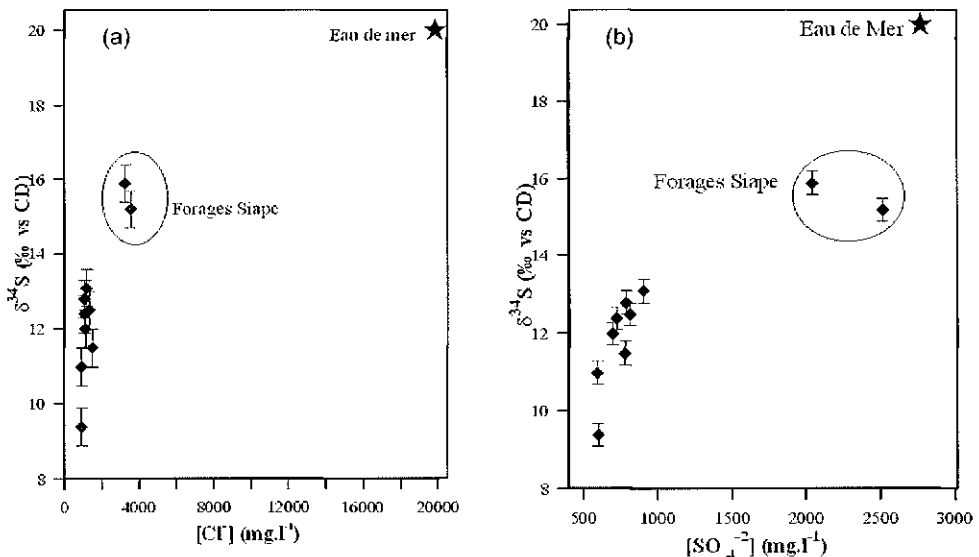 (a)
Eau de mer
Forages Siape
δ³⁴S (‰ vs CD)
20
18
16
14
12
10
8
0
4000
8000
12000
16000
20000
[Cl⁻] (mg.l⁻¹)
(b)
Eau de Mer
Forages Siape
δ³⁴S (‰ vs CD)
20
18
16
14
12
10
8
500
1000
1500
2000
2500
3000
[SO₄⁻²] (mg.l⁻¹)